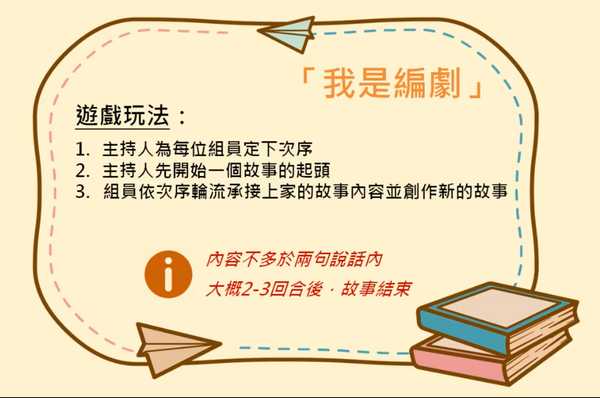 「我是編劇」
遊戲玩法：
1. 主持人為每位組員定下次序
2. 主持人先開始一個故事的起頭
3. 組員依次序輪流承接上家的故事內容並創作新的故事
內容不多於兩句說話內
大概2-3回合後，故事結束